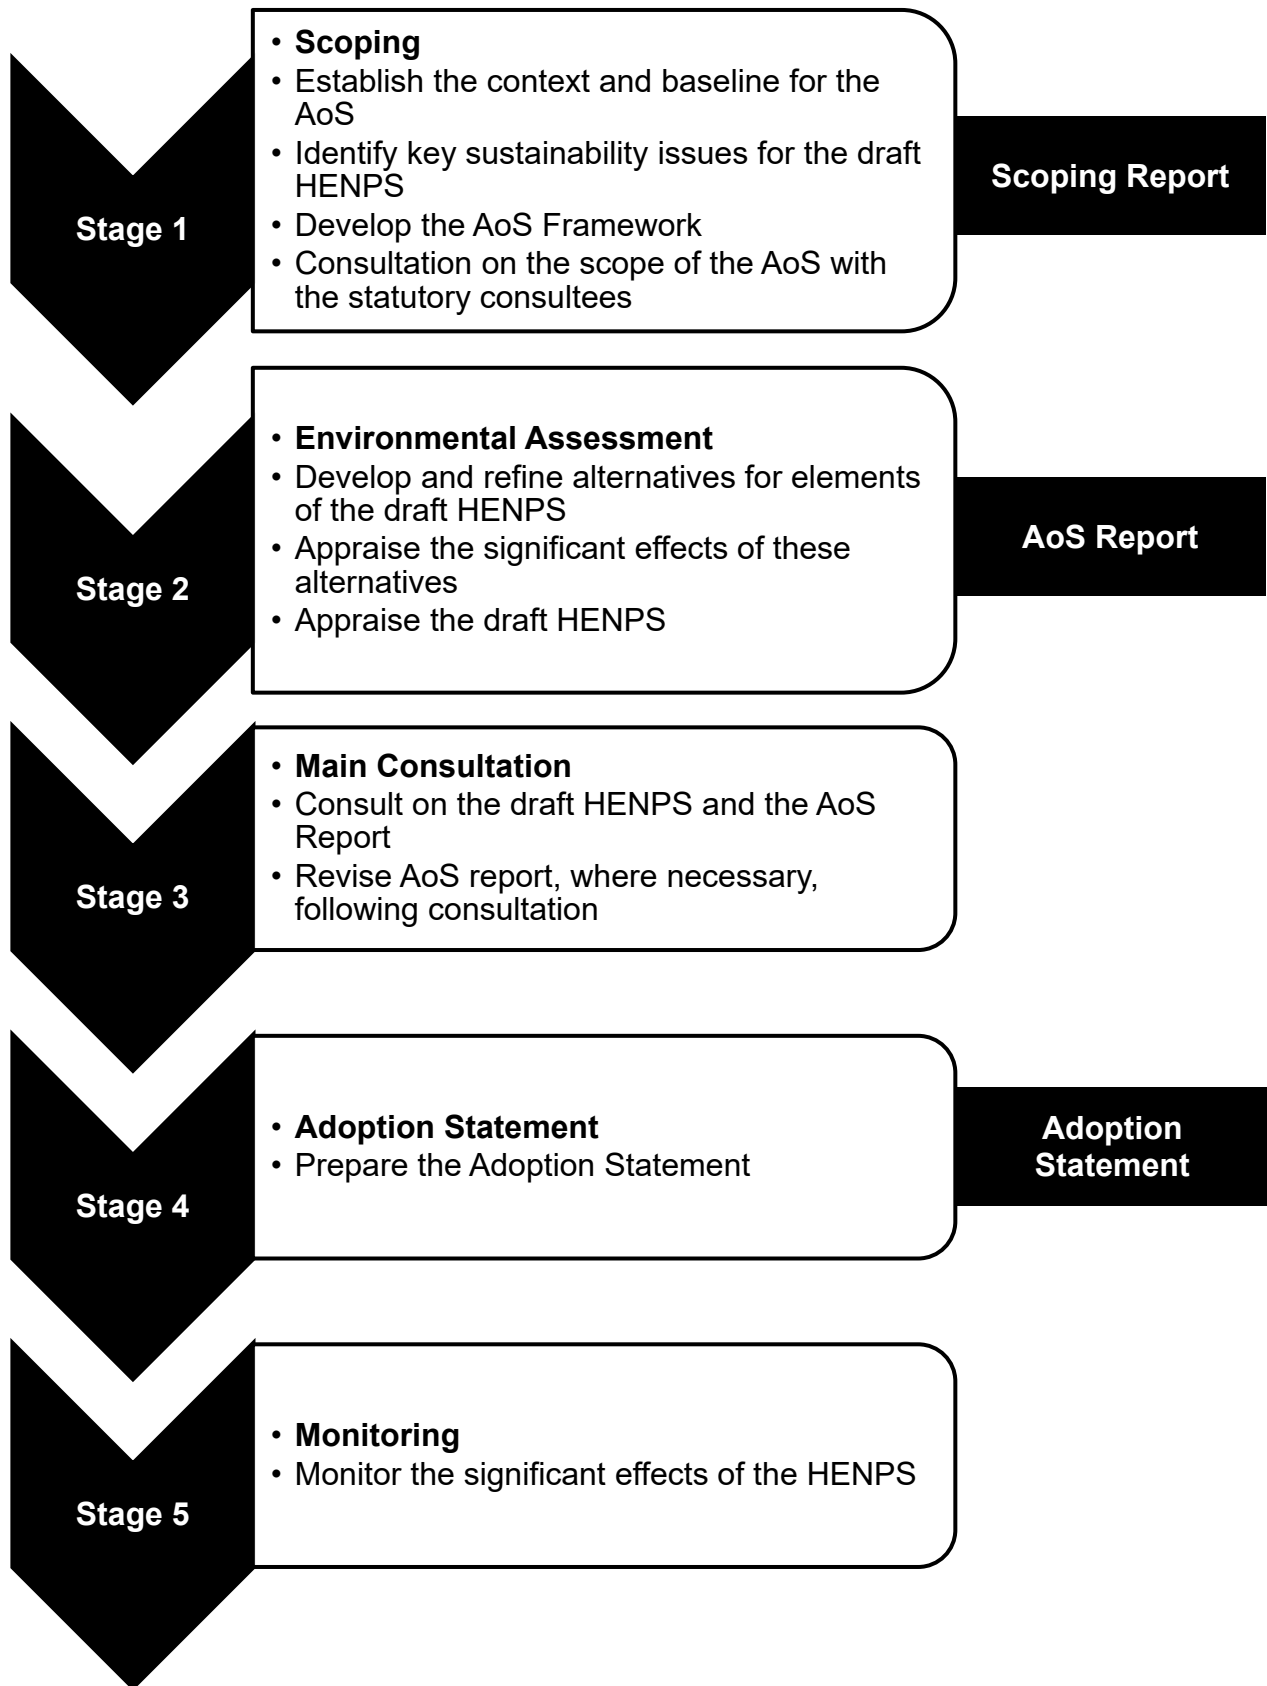 Stage 1
• Scoping
• Establish the context and baseline for the
AoS
• Identify key sustainability issues for the draft
HENPS
• Develop the AoS Framework
• Consultation on the scope of the AoS with
the statutory consultees
Scoping Report
Stage 2
• Environmental Assessment
• Develop and refine alternatives for elements
of the draft HENPS
• Appraise the significant effects of these
alternatives
• Appraise the draft HENPS
AoS Report
Stage 3
• Main Consultation
• Consult on the draft HENPS and the AoS
Report
• Revise AoS report, where necessary,
following consultation
Stage 4
• Adoption Statement
• Prepare the Adoption Statement
Adoption
Statement
Stage 5
• Monitoring
• Monitor the significant effects of the HENPS